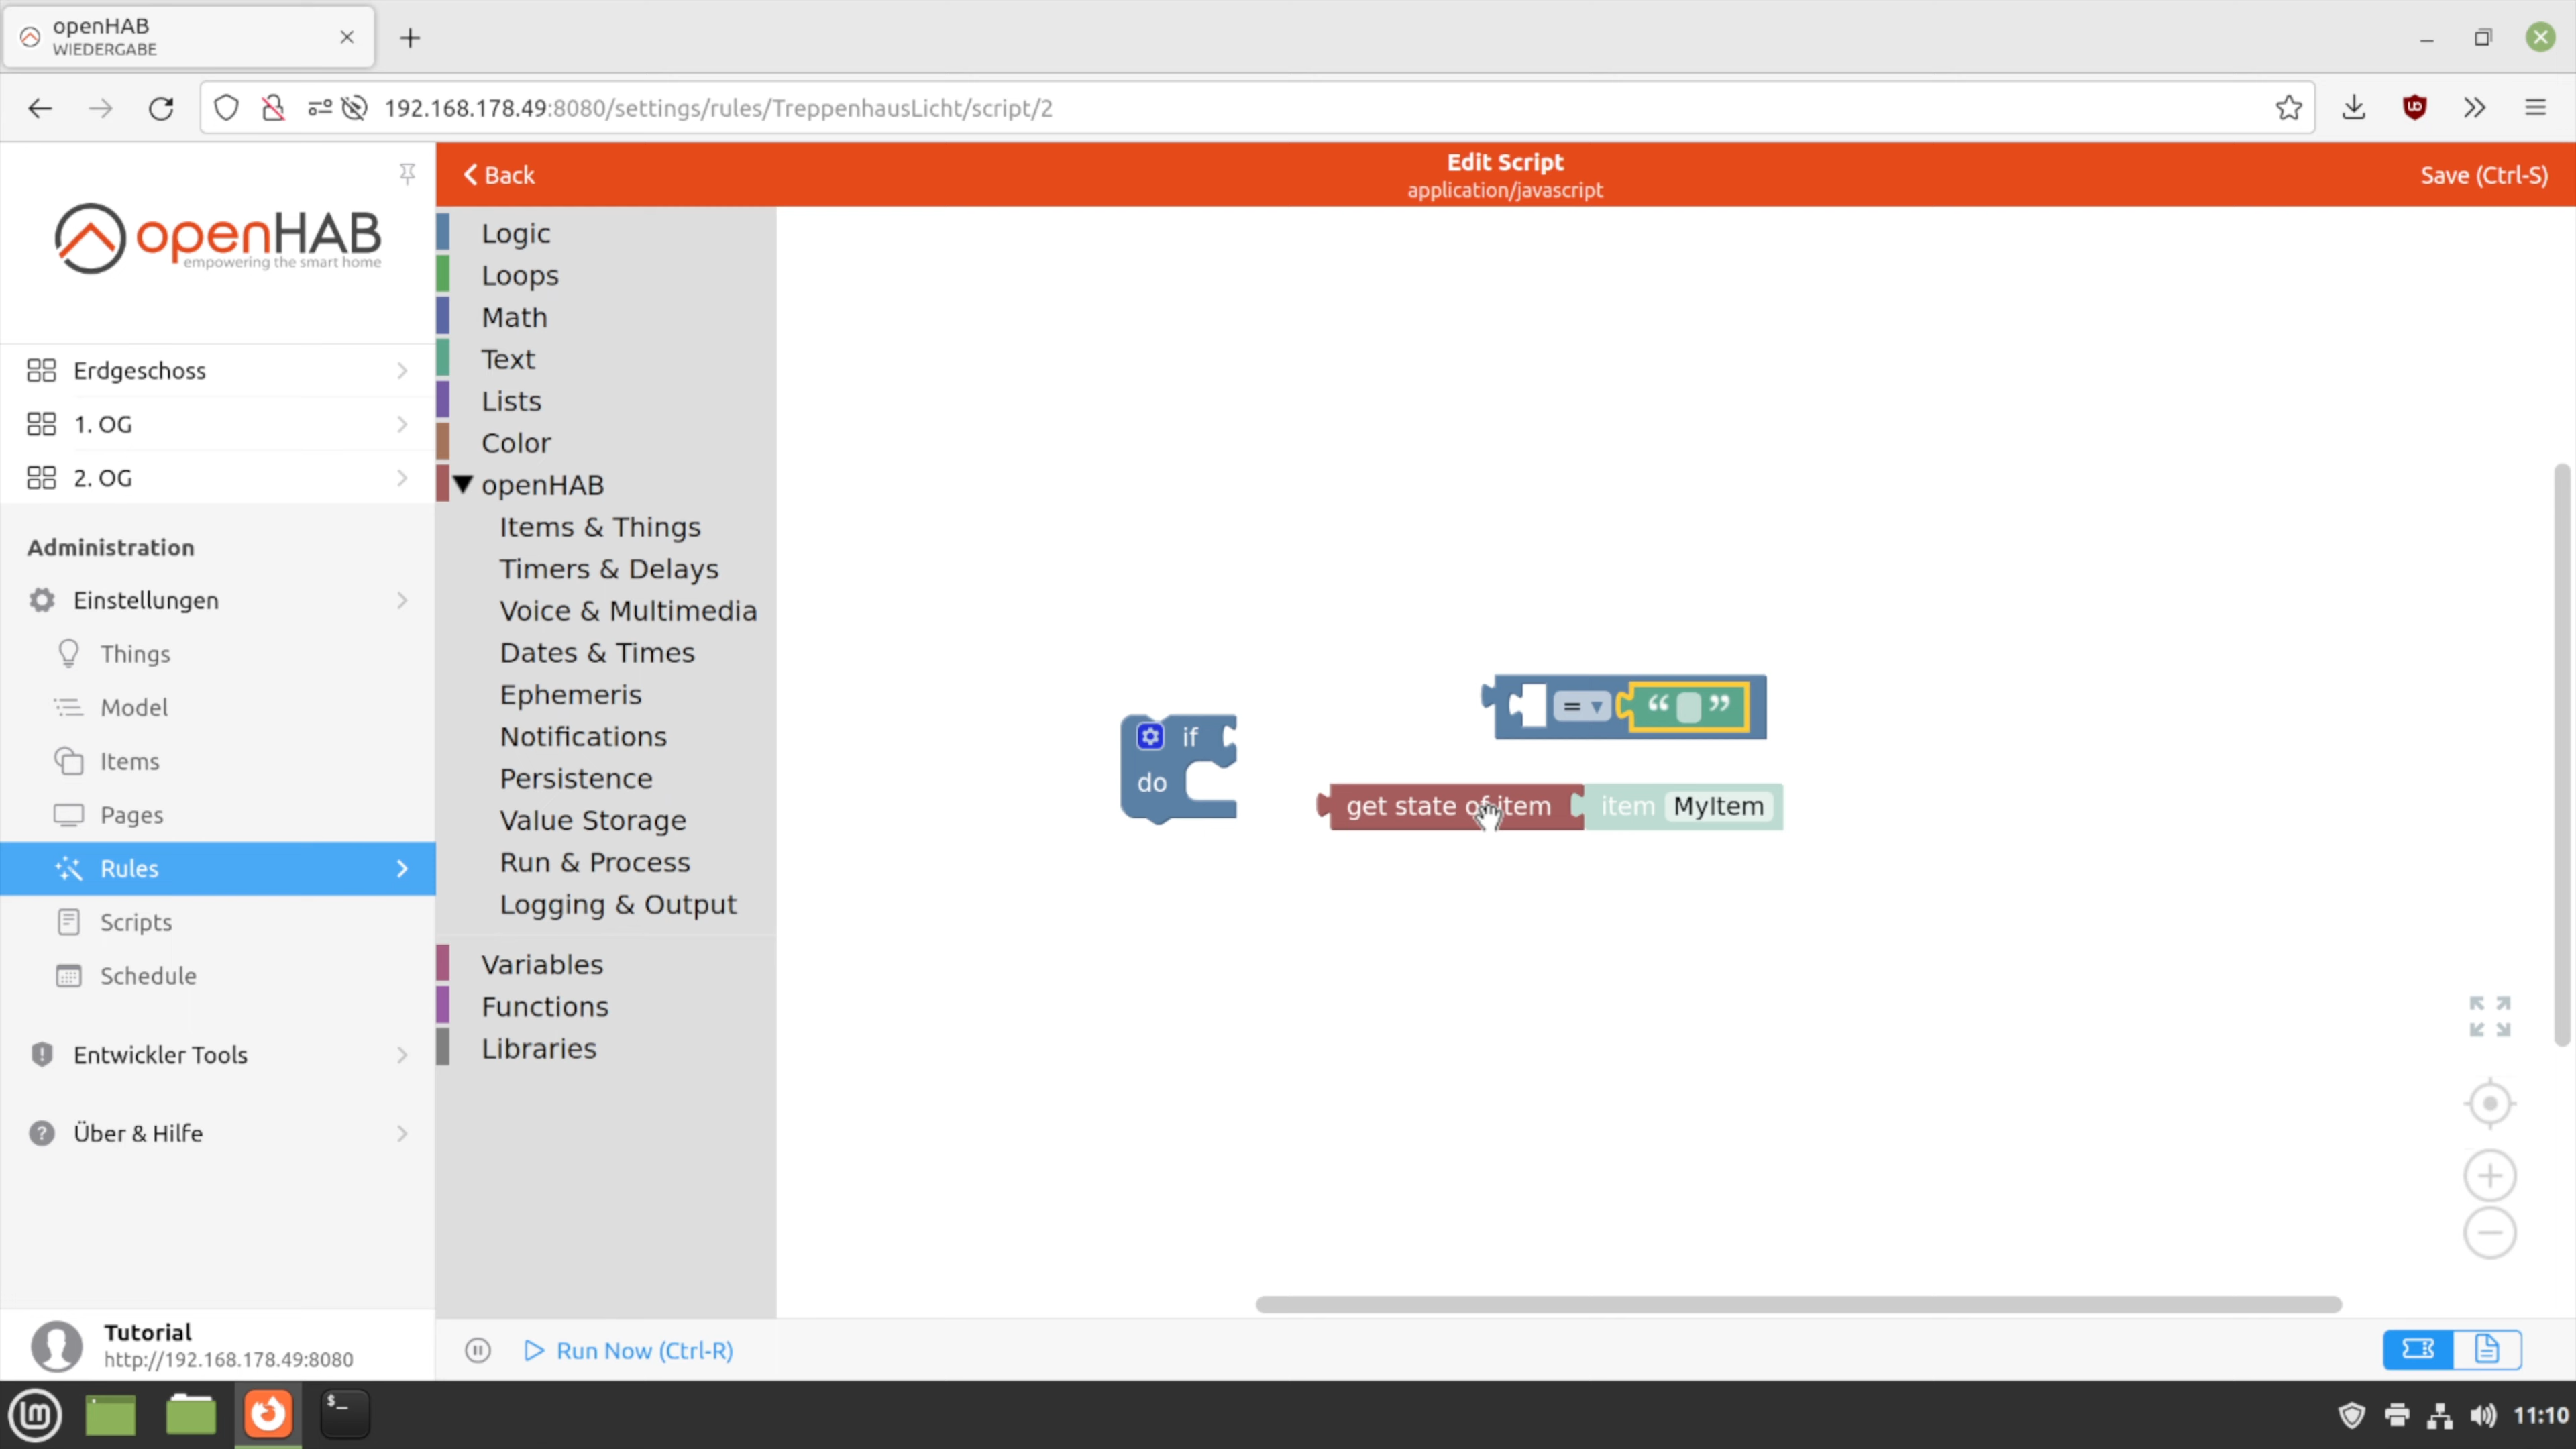 openHAB
WIEDERGABE
192.168.178.49:8080/settings/rules/TreppenhausLicht/script/2
openHAB
empowering the smart home
Erdgeschoss
1. OG
2. OG
Administration
Einstellungen
Things
Model
Items
Pages
Rules
Scripts
Schedule
Entwickler Tools
Über & Hilfe
Tutorial
http://192.168.178.49:8080
Back
Edit Script
application/javascript
Save (Ctrl-S)
Logic
Loops
Math
Text
Lists
Color
openHAB
Items & Things
Timers & Delays
Voice & Multimedia
Dates & Times
Ephemeris
Notifications
Persistence
Value Storage
Run & Process
Logging & Output
Variables
Functions
Libraries
= “ ”
if
do
get state of item item MyItem
Run Now (Ctrl-R)
$_
11:10